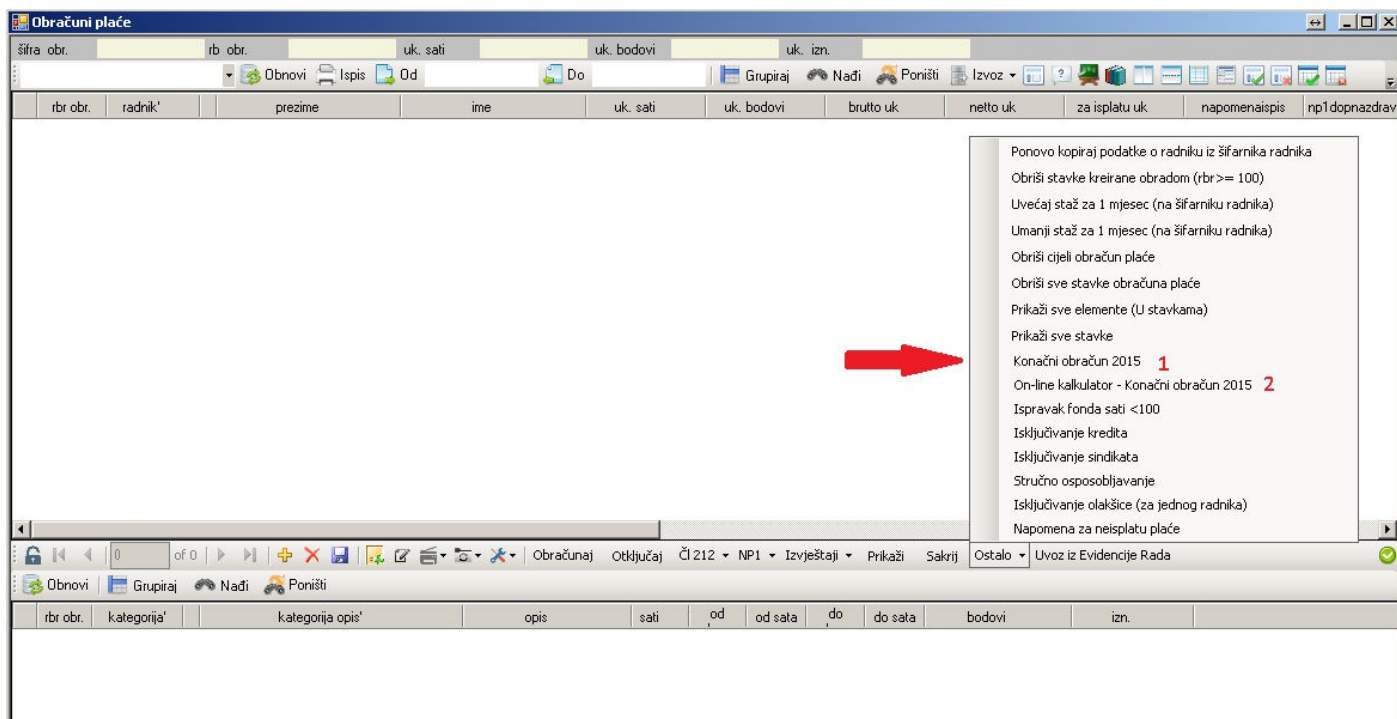 Obračuni plaće
šifra obr. rb obr. uk. sati uk. bodovi uk. izn.
Obnovi Ispis Od Do Grupiraj Nađi Poništi Izvoz
rbr obr. radnik' prezime ime uk. sati uk. bodovi brutto uk netto uk za isplatu uk napomenaispis np1dopnazdrav
Ponovo kopiraj podatke o radniku iz šifarnika radnika
Obriši stavke kreirane obradom (rbr>= 100)
Uvećaj staž za 1 mjesec (na šifarniku radnika)
Umanji staž za 1 mjesec (na šifarniku radnika)
Obriši cijeli obračun plaće
Obriši sve stavke obračuna plaće
Prikaži sve elemente (U stavkama)
Prikaži sve stavke
Konačni obračun 2015 1
On-line kalkulator - Konačni obračun 2015 2
Ispravak fonda sati <100
Isključivanje kredita
Isključivanje sindikata
Stručno osposobljavanje
Isključivanje olakšice (za jednog radnika)
Napomena za neisplatu plaće
0 of 0 Obračunaj Otključaj Čl 212 NP1 Izvještaji Prikaži Sakrij Ostalo Uvoz iz Evidencije Rada
Obnovi Grupiraj Nađi Poništi
rbr obr. kategorija' kategorija opis' opis sati od od sata do do sata bodovi izn.